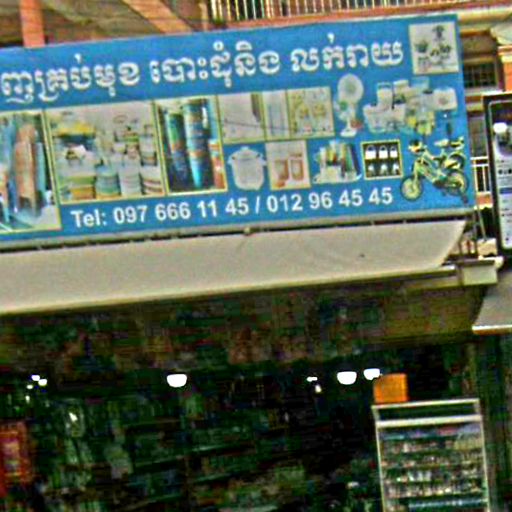 ញគ្រប់មុខ បោះដុំនិង លក់រាយ
Tel: 097 666 11 45 / 012 96 45 45